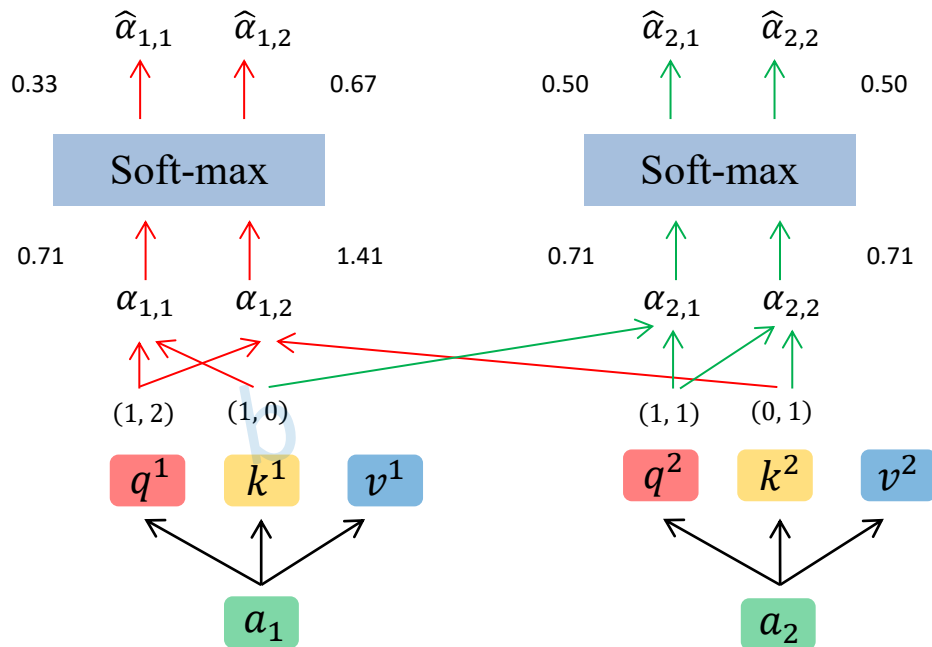 α̂₁,₁ α̂₁,₂ α̂₂,₁ α̂₂,₂
0.33 0.67 0.50 0.50
Soft-max Soft-max
0.71 1.41 0.71 0.71
α₁,₁ α₁,₂ α₂,₁ α₂,₂
(1, 2) (1, 0) (1, 1) (0, 1)
b
q¹ k¹ v¹ q² k² v²
a₁ a₂